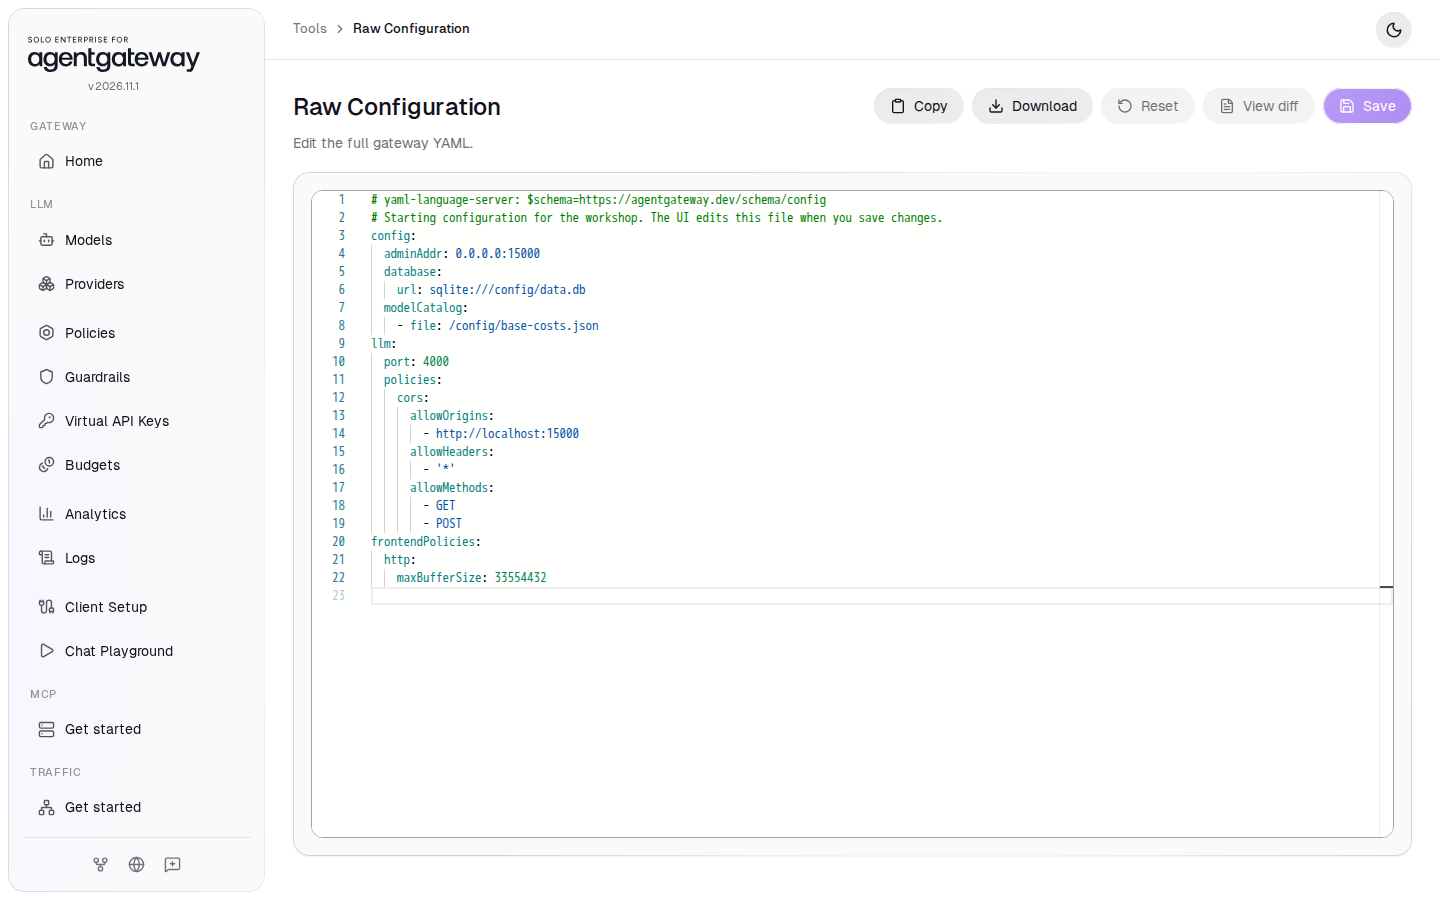 SOLO ENTERPRISE FOR
agentgateway
v2026.11.1
GATEWAY
Home
LLM
Models
Providers
Policies
Guardrails
Virtual API Keys
Budgets
Analytics
Logs
Client Setup
Chat Playground
MCP
Get started
TRAFFIC
Get started
Tools > Raw Configuration
Raw Configuration
Copy
Download
Reset
View diff
Save
Edit the full gateway YAML.
1 # yaml-language-server: $schema=https://agentgateway.dev/schema/config
2 # Starting configuration for the workshop. The UI edits this file when you save changes.
3 config:
4   adminAddr: 0.0.0.0:15000
5   database:
6     url: sqlite:///config/data.db
7   modelCatalog:
8     - file: /config/base-costs.json
9 llm:
10   port: 4000
11   policies:
12     cors:
13       allowOrigins:
14         - http://localhost:15000
15       allowHeaders:
16         - '*'
17       allowMethods:
18         - GET
19         - POST
20 frontendPolicies:
21   http:
22     maxBufferSize: 33554432
23